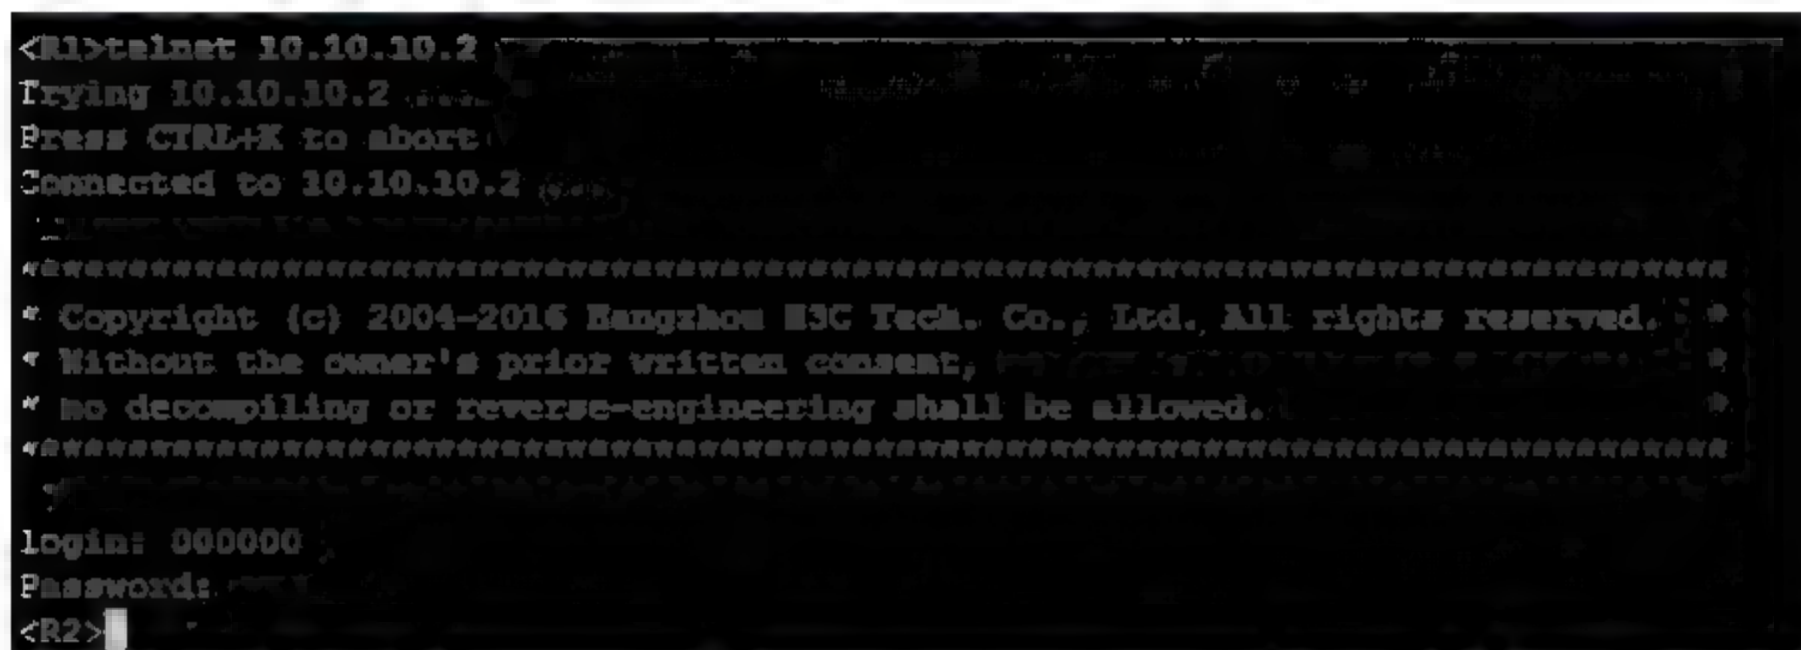 <R1>telnet 10.10.10.2
Trying 10.10.10.2 ...
Press CTRL+K to abort
Connected to 10.10.10.2 ...
******************************************************************************
* Copyright (c) 2004-2016 Hangzhou H3C Tech. Co., Ltd. All rights reserved. *
* Without the owner's prior written consent, *
* no decompiling or reverse-engineering shall be allowed. *
******************************************************************************
login: 000000
Password:
<R2>